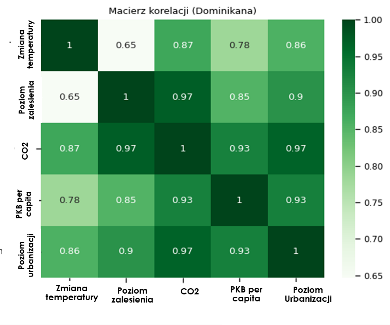 Macierz korelacji (Dominikana)
Zmiana
temperatury
1 0.65 0.87 0.78 0.86
Poziom
zalesienia
0.65 1 0.97 0.85 0.9
CO2
0.87 0.97 1 0.93 0.97
PKB per
capita
0.78 0.85 0.93 1 0.93
Poziom
urbanizacji
0.86 0.9 0.97 0.93 1
Zmiana Poziom CO2 PKB per Poziom
temperatury zalesienia capita Urbanizacji
1.00
0.95
0.90
0.85
0.80
0.75
0.70
0.65